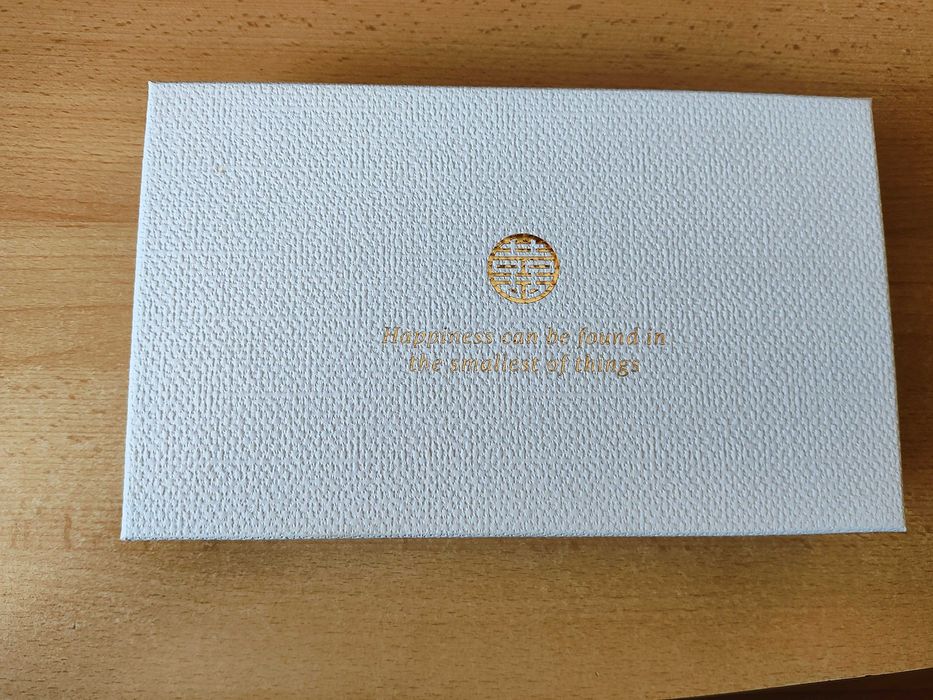 Happiness can be found in
the smallest of things